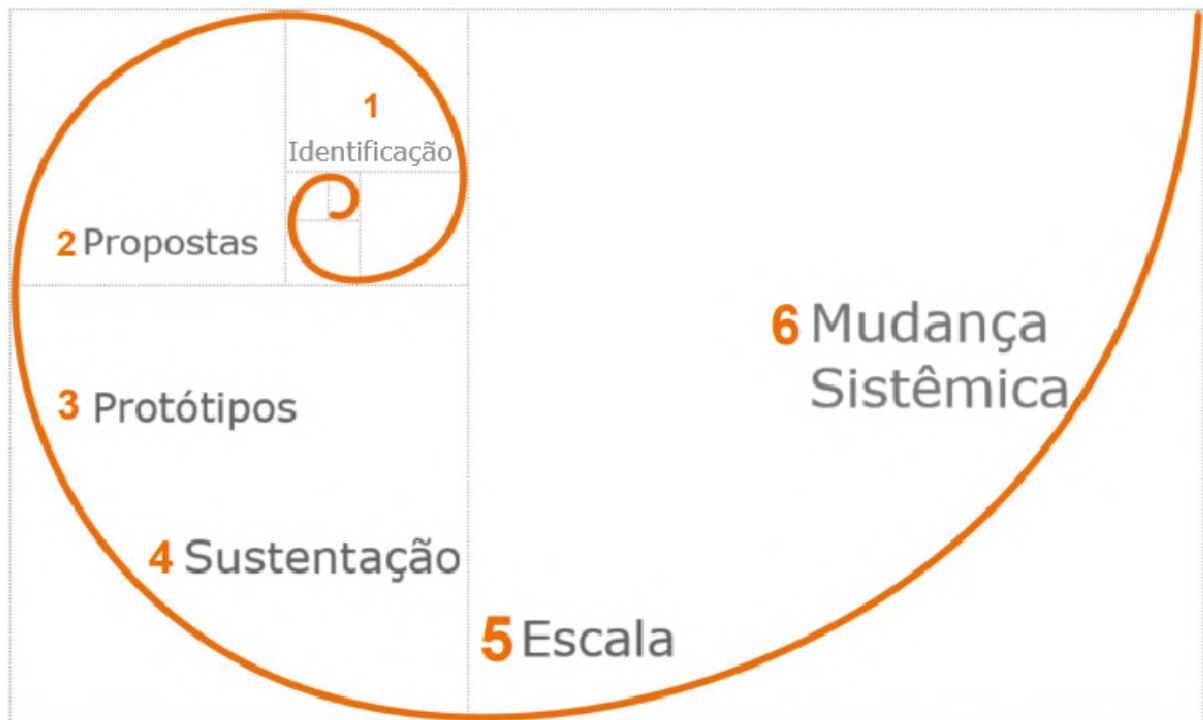 1
Identificação
2 Propostas
3 Protótipos
4 Sustentação
5 Escala
6 Mudança
Sistêmica